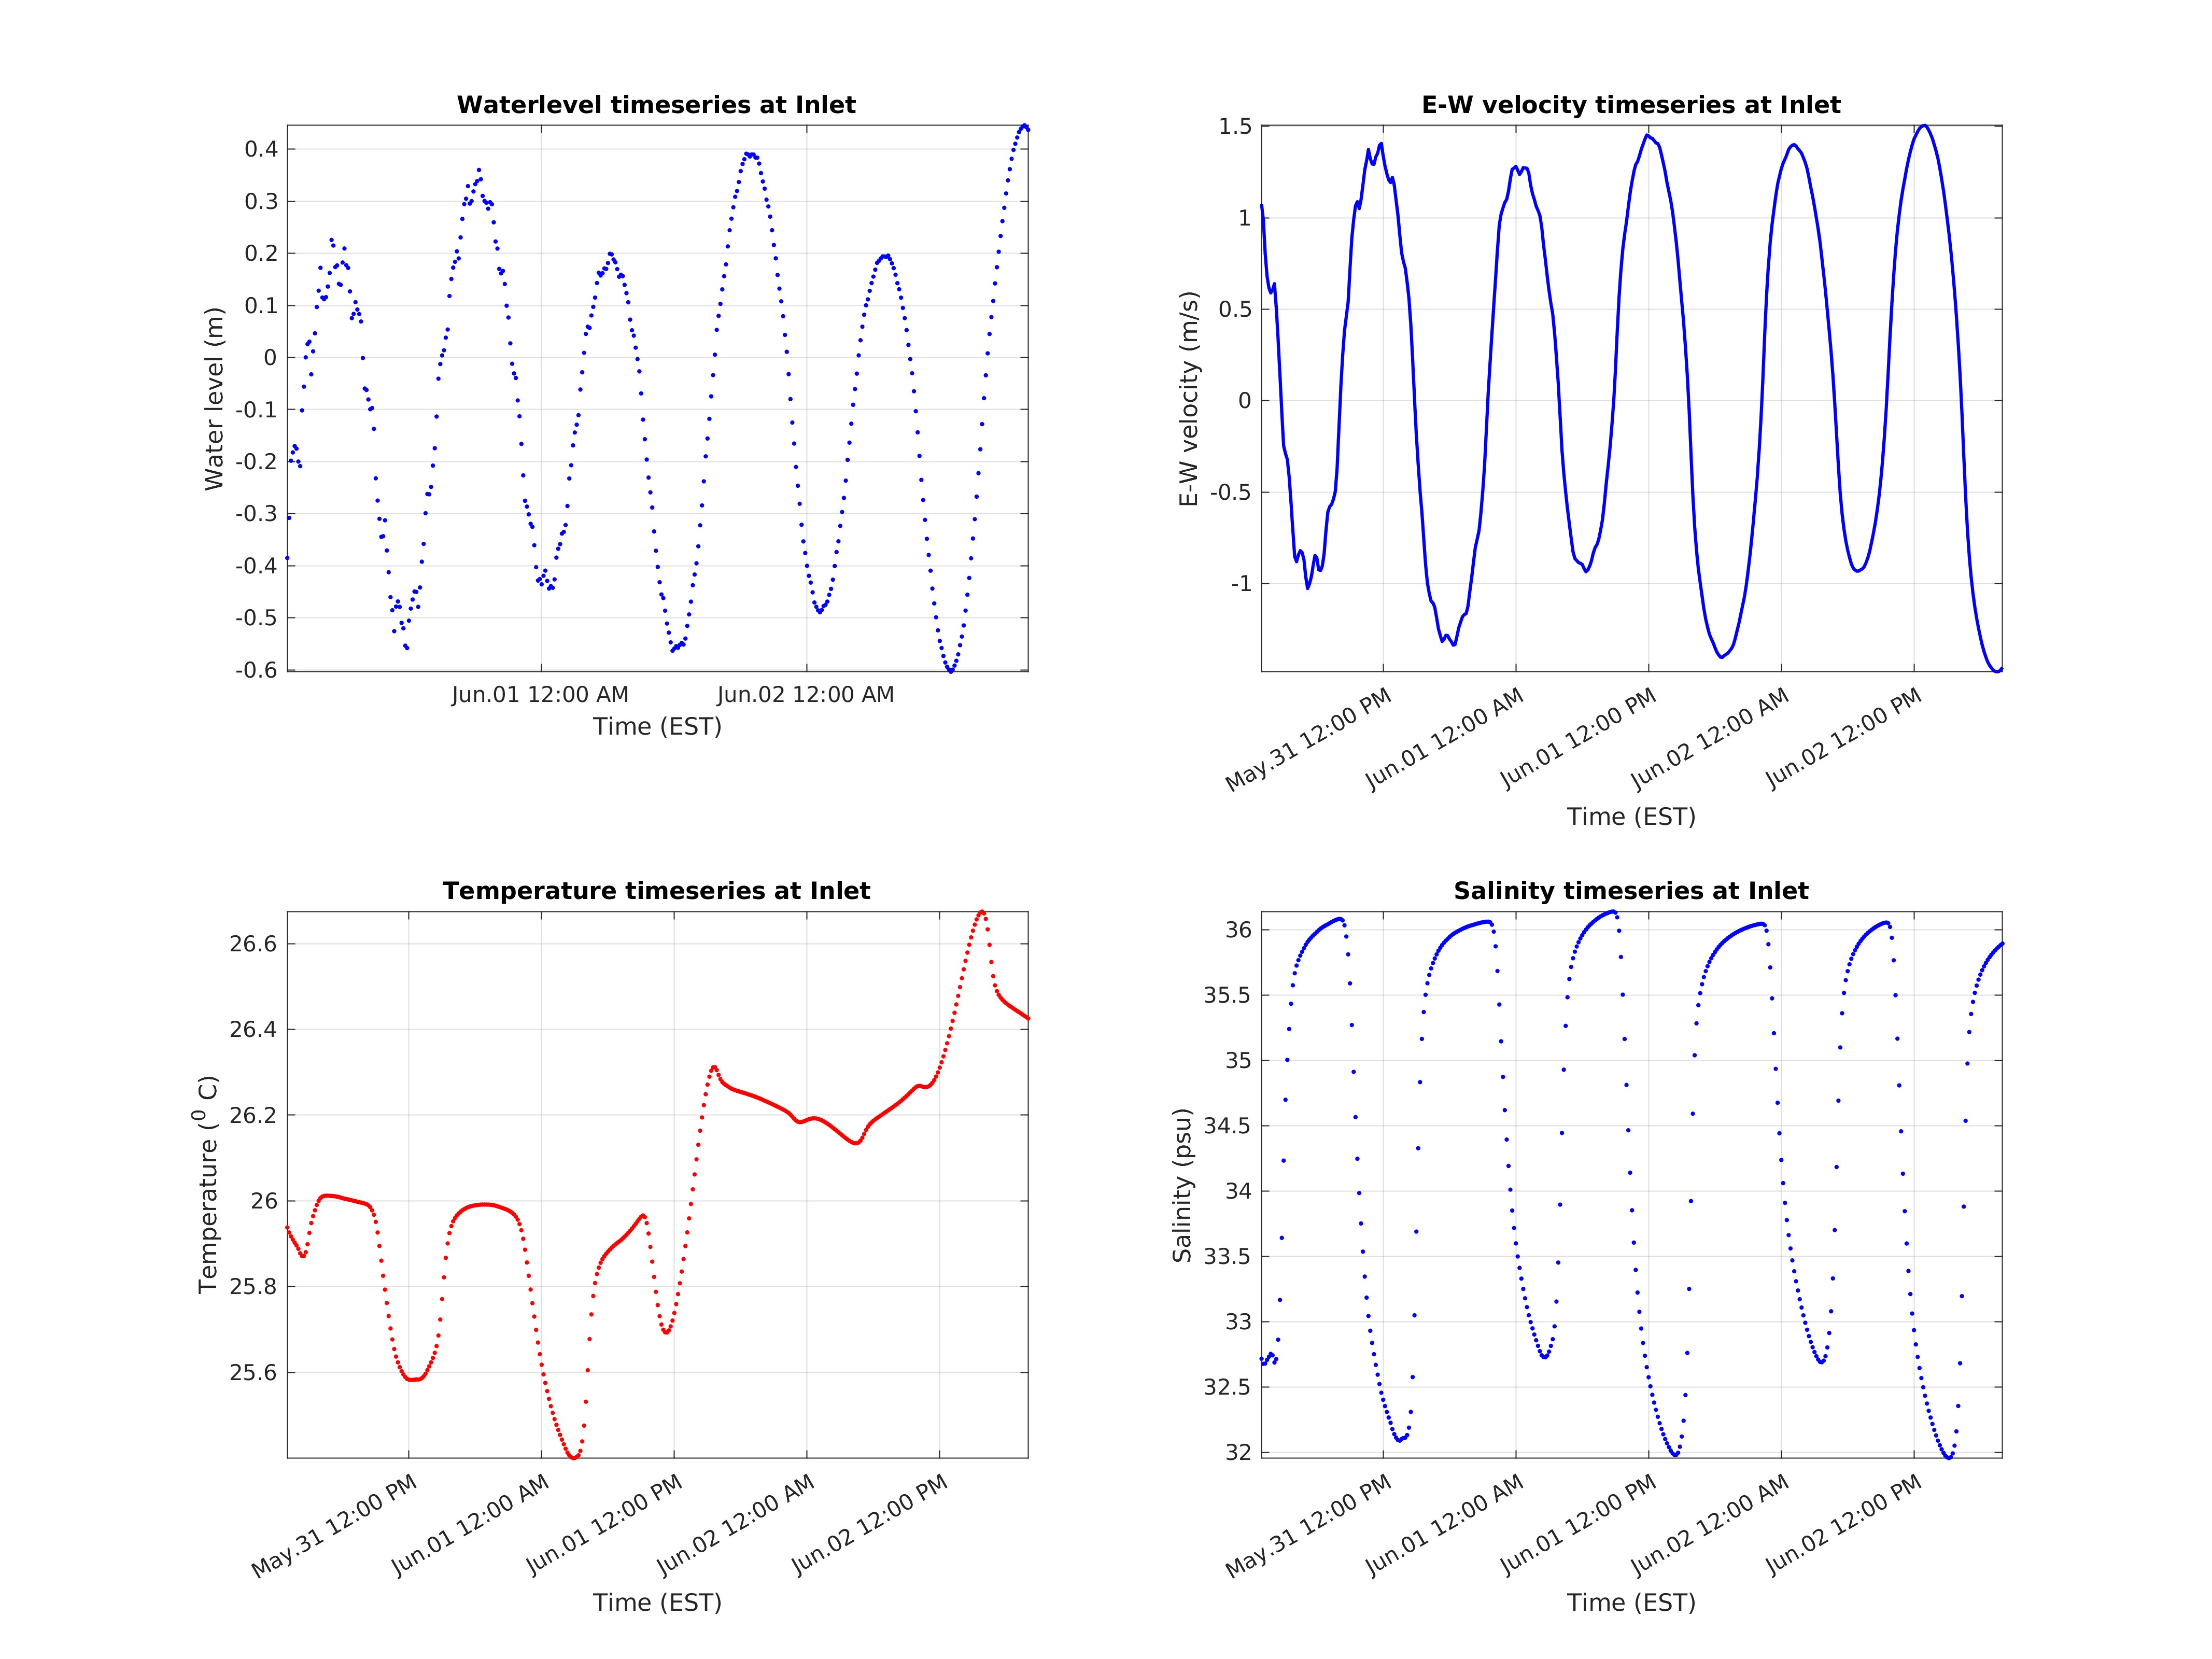 Waterlevel timeseries at Inlet
0.4
0.3
0.2
0.1
0
-0.1
-0.2
-0.3
-0.4
-0.5
-0.6
Water level (m)
Jun.01 12:00 AM
Jun.02 12:00 AM
Time (EST)
E-W velocity timeseries at Inlet
1.5
1
0.5
0
-0.5
-1
E-W velocity (m/s)
May.31 12:00 PM
Jun.01 12:00 AM
Jun.01 12:00 PM
Jun.02 12:00 AM
Jun.02 12:00 PM
Time (EST)
Temperature timeseries at Inlet
26.6
26.4
26.2
26
25.8
25.6
Temperature (⁰ C)
May.31 12:00 PM
Jun.01 12:00 AM
Jun.01 12:00 PM
Jun.02 12:00 AM
Jun.02 12:00 PM
Time (EST)
Salinity timeseries at Inlet
36
35.5
35
34.5
34
33.5
33
32.5
32
Salinity (psu)
May.31 12:00 PM
Jun.01 12:00 AM
Jun.01 12:00 PM
Jun.02 12:00 AM
Jun.02 12:00 PM
Time (EST)